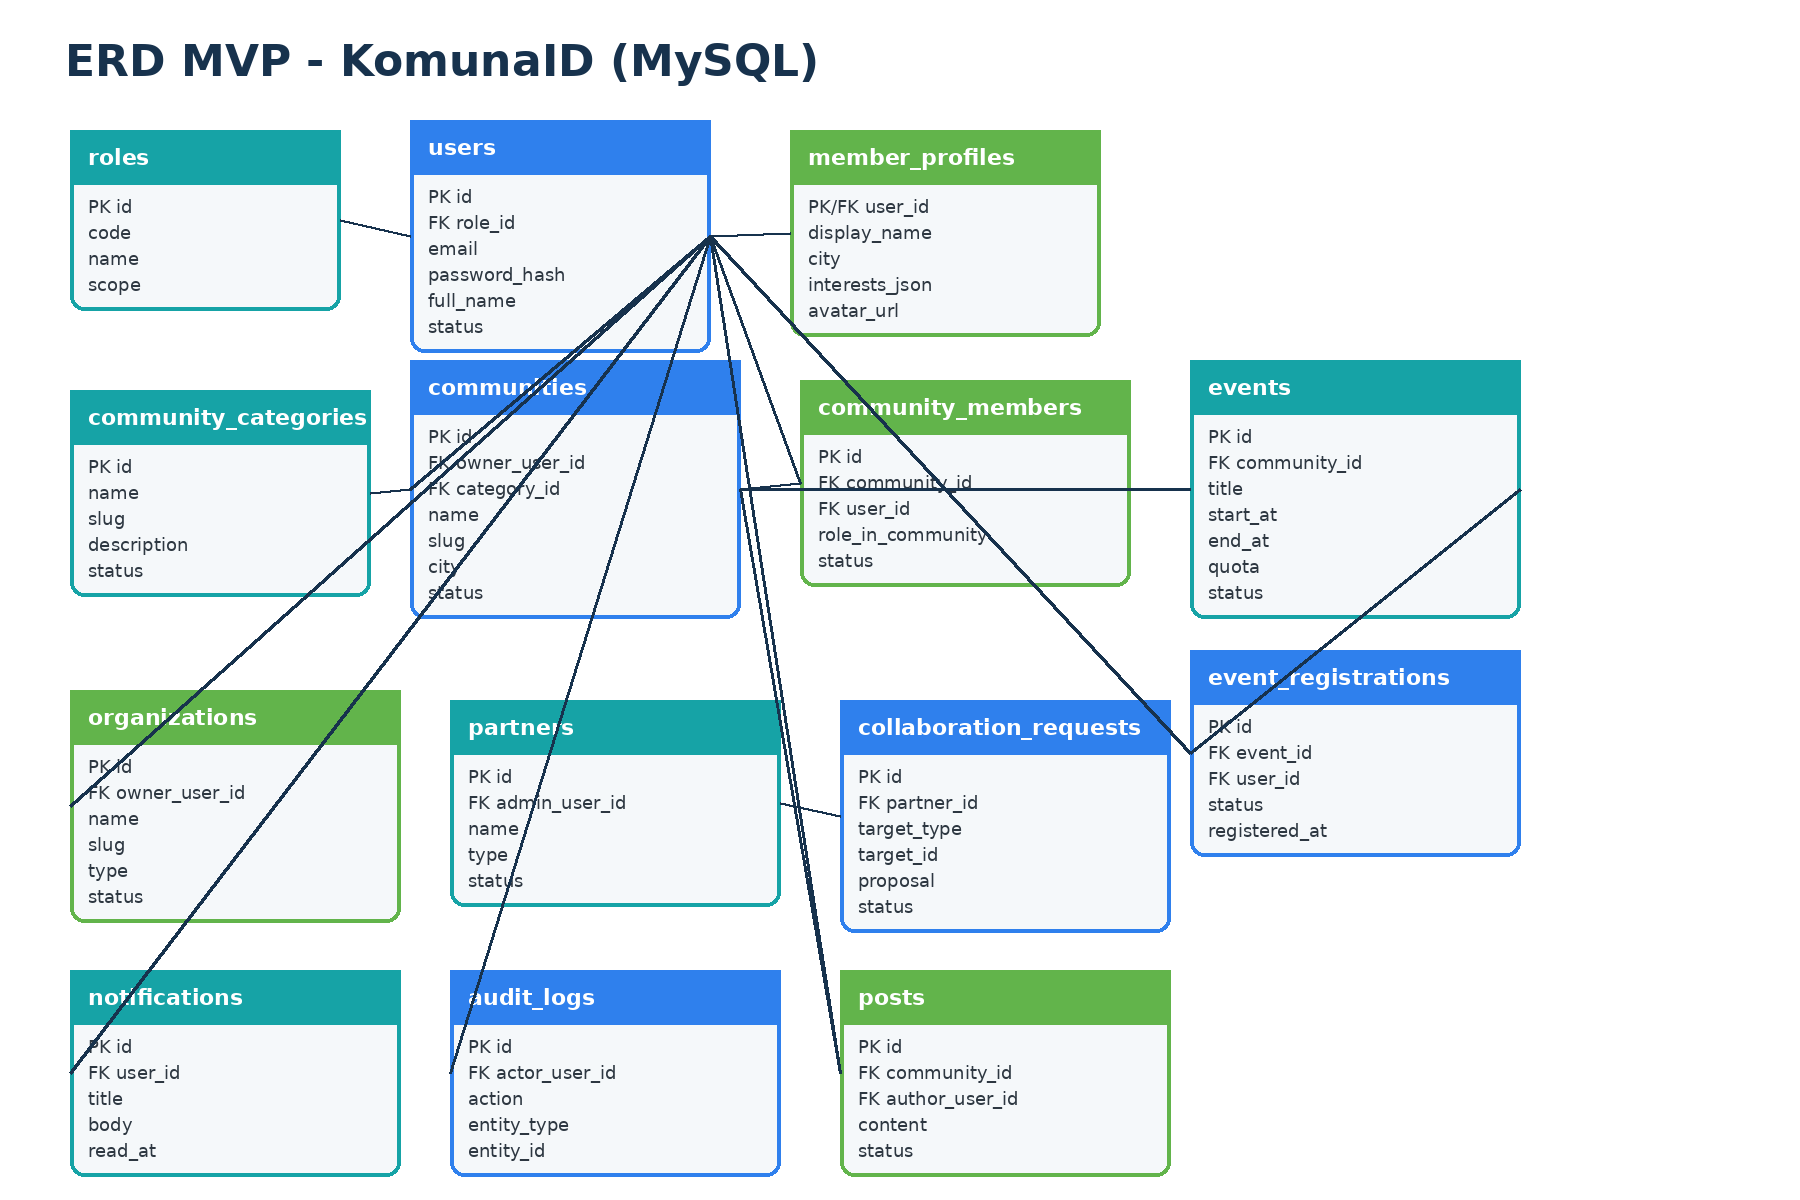 ERD MVP - KomunaID (MySQL)
roles
PK id
code
name
scope
users
PK id
FK role_id
email
password_hash
full_name
status
member_profiles
PK/FK user_id
display_name
city
interests_json
avatar_url
community_categories
PK id
name
slug
description
status
communities
PK id
FK owner_user_id
FK category_id
name
slug
city
status
community_members
PK id
FK community_id
FK user_id
role_in_community
status
events
PK id
FK community_id
title
start_at
end_at
quota
status
organizations
PK id
FK owner_user_id
name
slug
type
status
partners
PK id
FK admin_user_id
name
type
status
collaboration_requests
PK id
FK partner_id
target_type
target_id
proposal
status
event_registrations
PK id
FK event_id
FK user_id
status
registered_at
notifications
PK id
FK user_id
title
body
read_at
audit_logs
PK id
FK actor_user_id
action
entity_type
entity_id
posts
PK id
FK community_id
FK author_user_id
content
status